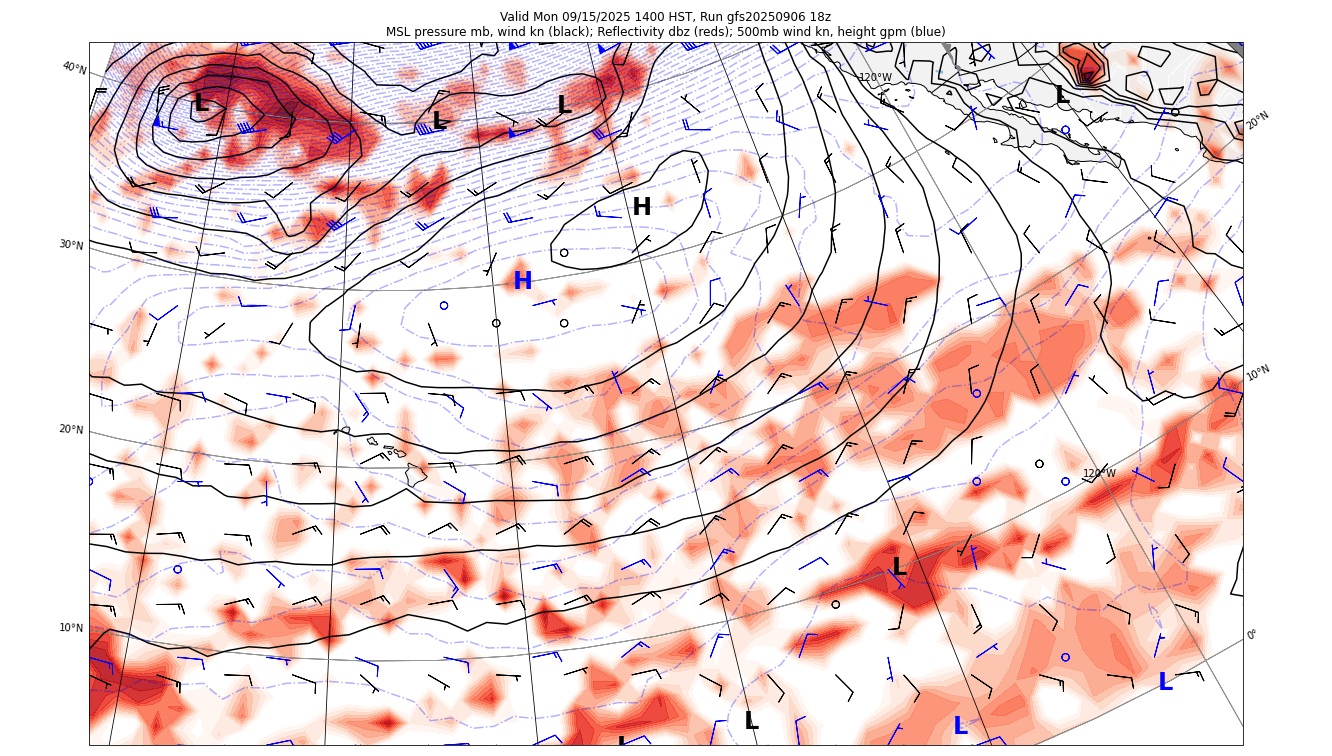 Valid Mon 09/15/2025 1400 HST, Run gfs20250906 18z
MSL pressure mb, wind kn (black); Reflectivity dbz (reds); 500mb wind kn, height gpm (blue)
40°N
120°W
L
L
L
L
20°N
H
30°N
H
10°N
20°N
120°W
L
10°N
0°
L
L
L
L